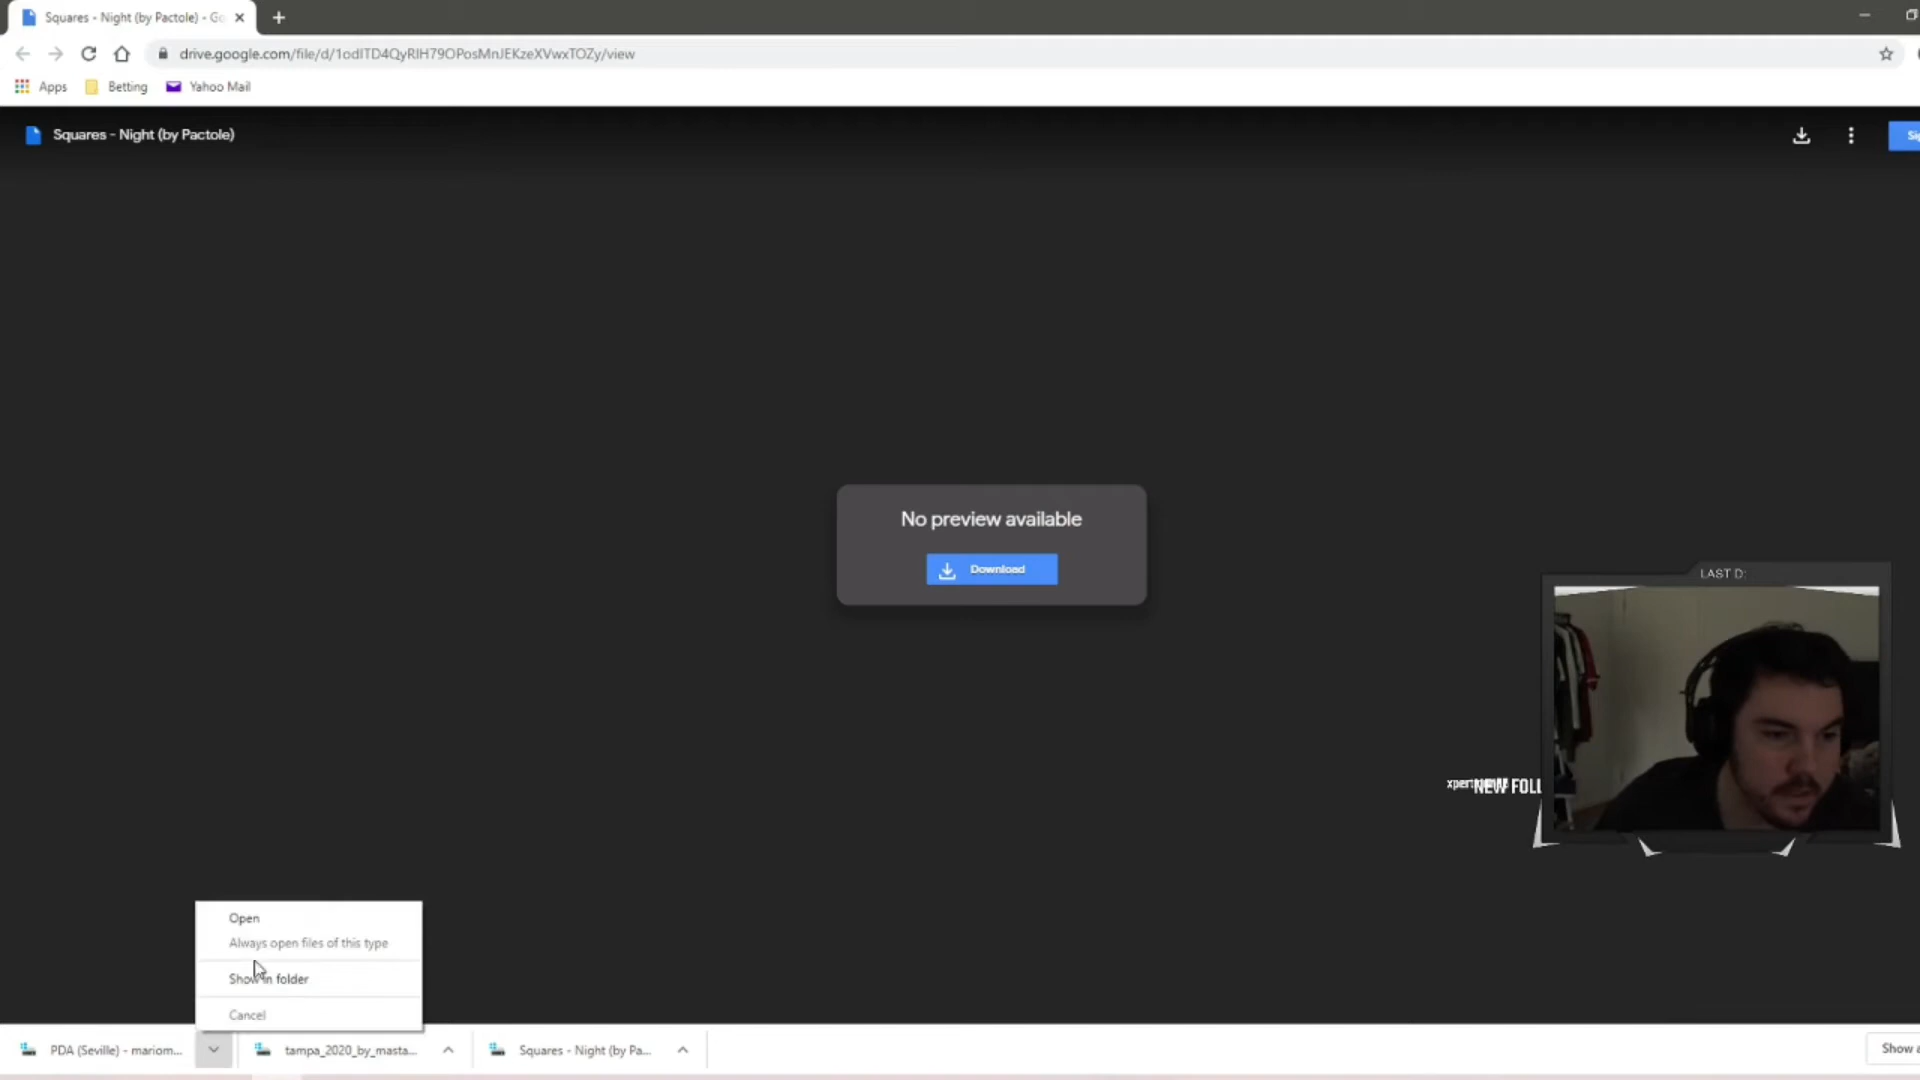 Squares - Night (by Pactole) - Go
drive.google.com/file/d/1odITD4QyRlH79OPosMnJEKzeXVwxTOZy/view
Apps
Betting
Yahoo Mail
Squares - Night (by Pactole)
No preview available
Download
LAST D:
NEW FOLL
Open
Always open files of this type
Show in folder
Cancel
PDA (Seville) - mariom...
tampa_2020_by_masta...
Squares - Night (by Pa...
Show a